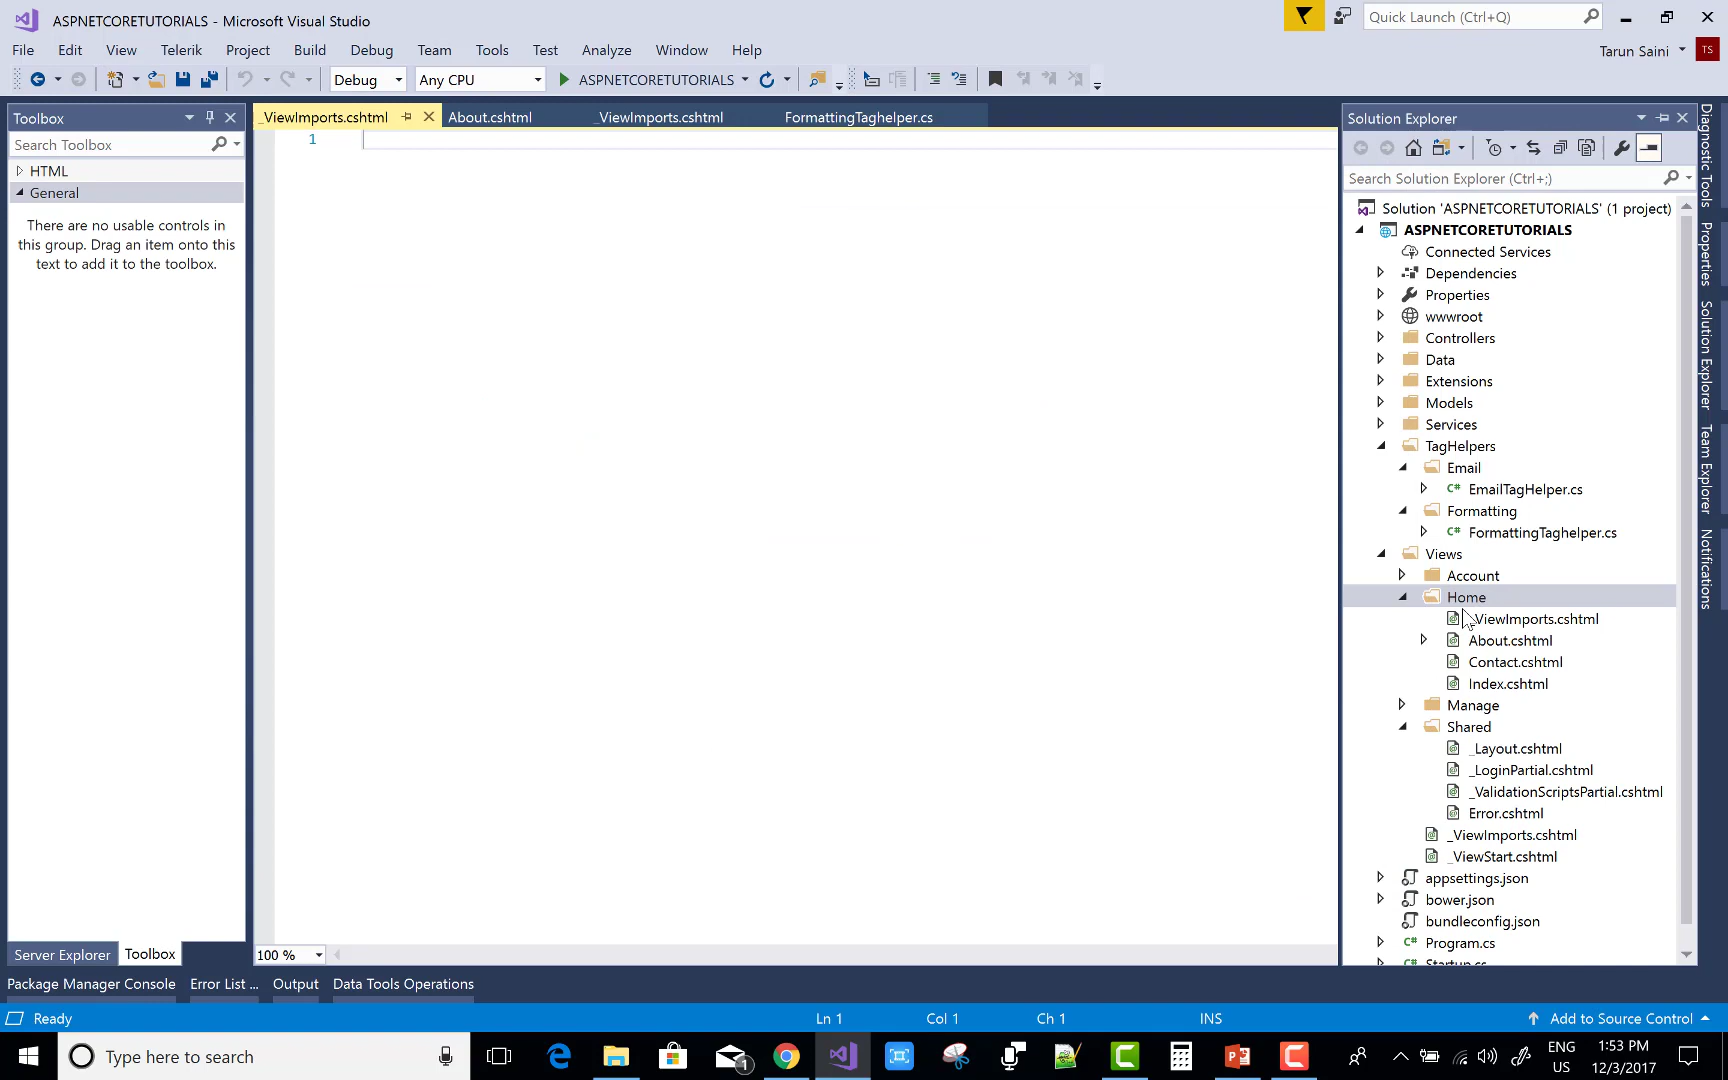 ASPNETCORETUTORIALS - Microsoft Visual Studio
Quick Launch (Ctrl+Q)
File Edit View Telerik Project Build Debug Team Tools Test Analyze Window Help
Tarun Saini
TS
Debug Any CPU ASPNETCORETUTORIALS
Toolbox
Search Toolbox
HTML
General
There are no usable controls in
this group. Drag an item onto this
text to add it to the toolbox.
Server Explorer Toolbox
_ViewImports.cshtml About.cshtml _ViewImports.cshtml FormattingTaghelper.cs
1
100 %
Solution Explorer
Search Solution Explorer (Ctrl+;)
Solution 'ASPNETCORETUTORIALS' (1 project)
ASPNETCORETUTORIALS
Connected Services
Dependencies
Properties
wwwroot
Controllers
Data
Extensions
Models
Services
TagHelpers
Email
C# EmailTagHelper.cs
Formatting
C# FormattingTaghelper.cs
Views
Account
Home
_ViewImports.cshtml
About.cshtml
Contact.cshtml
Index.cshtml
Manage
Shared
_Layout.cshtml
_LoginPartial.cshtml
_ValidationScriptsPartial.cshtml
Error.cshtml
_ViewImports.cshtml
_ViewStart.cshtml
appsettings.json
bower.json
bundleconfig.json
C# Program.cs
C# Startup.cs
Diagnostic Tools
Properties
Solution Explorer
Team Explorer
Notifications
Package Manager Console Error List ... Output Data Tools Operations
Ready Ln 1 Col 1 Ch 1 INS Add to Source Control
Type here to search
1
ENG
US
1:53 PM
12/3/2017